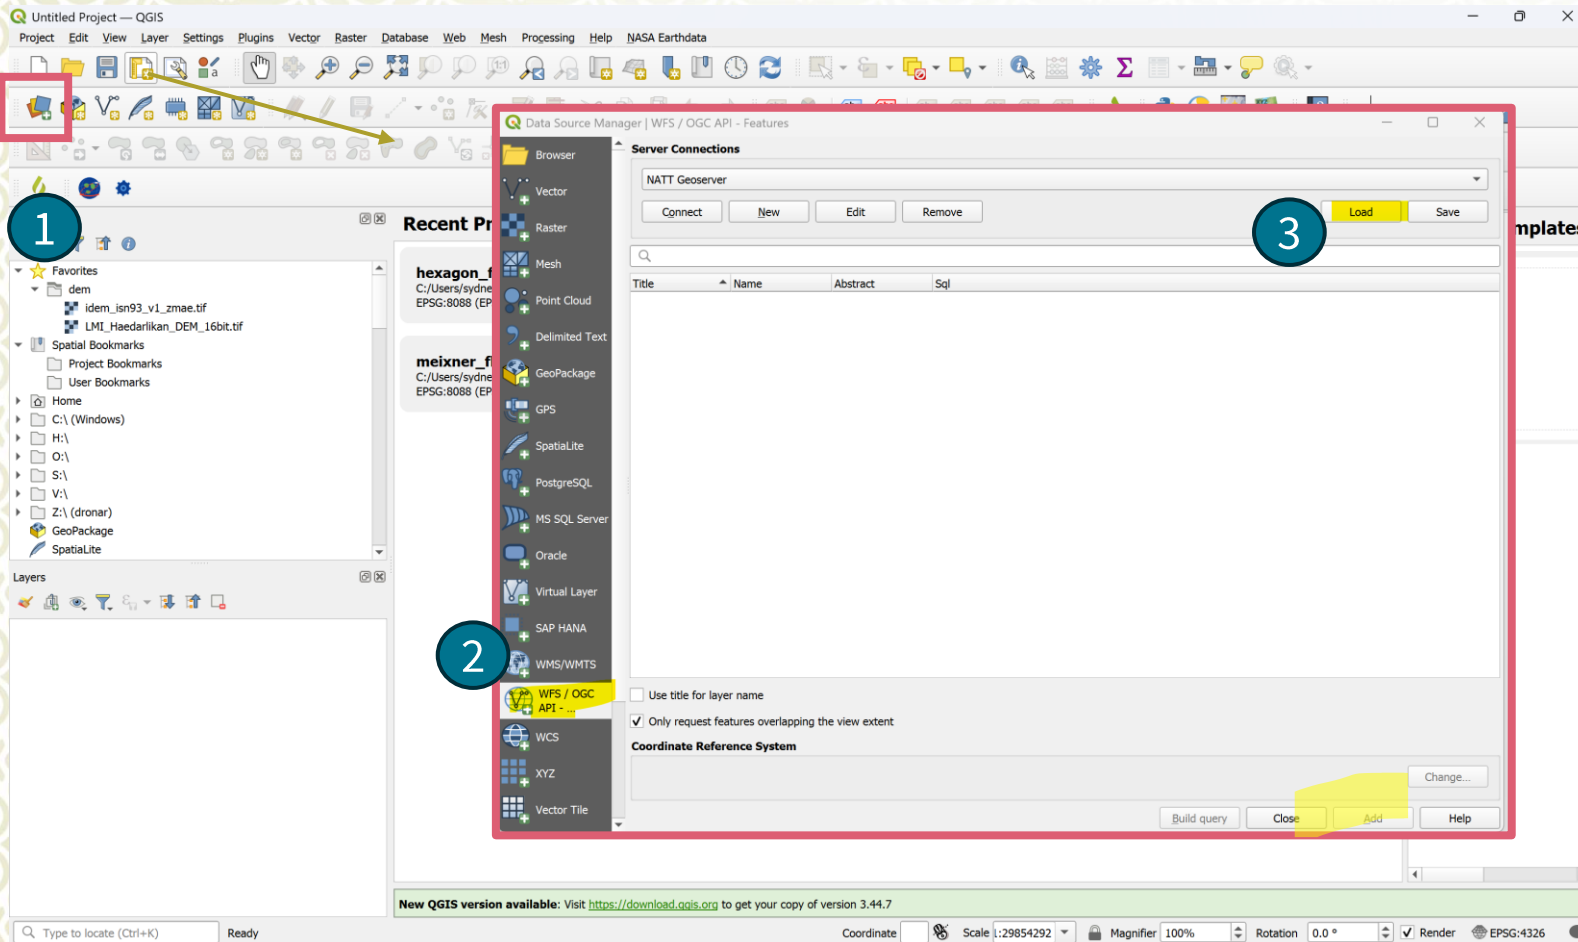 Untitled Project — QGIS
Project Edit View Layer Settings Plugins Vector Raster Database Web Mesh Processing Help NASA Earthdata
1
Favorites
dem
idem_isn93_v1_zmae.tif
LMI_Haedarlikan_DEM_16bit.tif
Spatial Bookmarks
Project Bookmarks
User Bookmarks
Home
C:\ (Windows)
H:\
O:\
S:\
V:\
Z:\ (dronar)
GeoPackage
SpatiaLite
Layers
Recent Pr
hexagon_f
C:/Users/sydne
EPSG:8088 (EP
meixner_fl
C:/Users/sydne
EPSG:8088 (EP
mplates
Data Source Manager | WFS / OGC API - Features
Browser
Vector
Raster
Mesh
Point Cloud
Delimited Text
GeoPackage
GPS
SpatiaLite
PostgreSQL
MS SQL Server
Oracle
Virtual Layer
SAP HANA
2
WMS/WMTS
WFS / OGC
API - ...
WCS
XYZ
Vector Tile
Server Connections
NATT Geoserver
Connect New Edit Remove Load Save
3
Title Name Abstract Sql
Use title for layer name
Only request features overlapping the view extent
Coordinate Reference System
Change...
Build query Close Add Help
New QGIS version available: Visit https://download.qgis.org to get your copy of version 3.44.7
Type to locate (Ctrl+K) Ready Coordinate Scale 1:29854292 Magnifier 100% Rotation 0.0 ° Render EPSG:4326